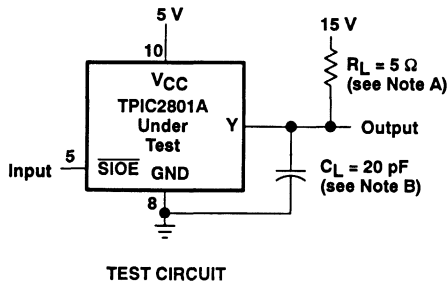 5 V
15 V
10
VCC
TPIC2801A
Under
Test
Y
RL = 5 Ω
(see Note A)
Output
Input
5
SIOE
GND
8
CL = 20 pF
(see Note B)
TEST CIRCUIT